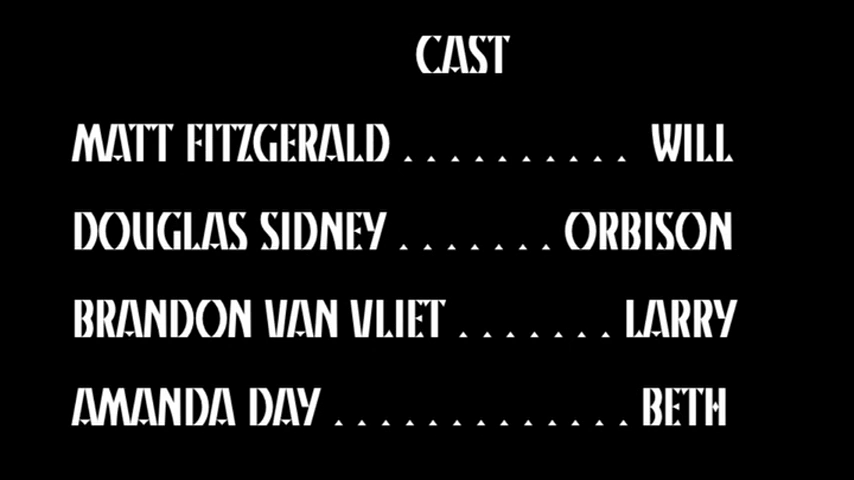 CAST
MATT FITZGERALD . . . . . . . . . . WILL
DOUGLAS SIDNEY . . . . . . . ORBISON
BRANDON VAN VLIET . . . . . . . LARRY
AMANDA DAY . . . . . . . . . . . . . BETH